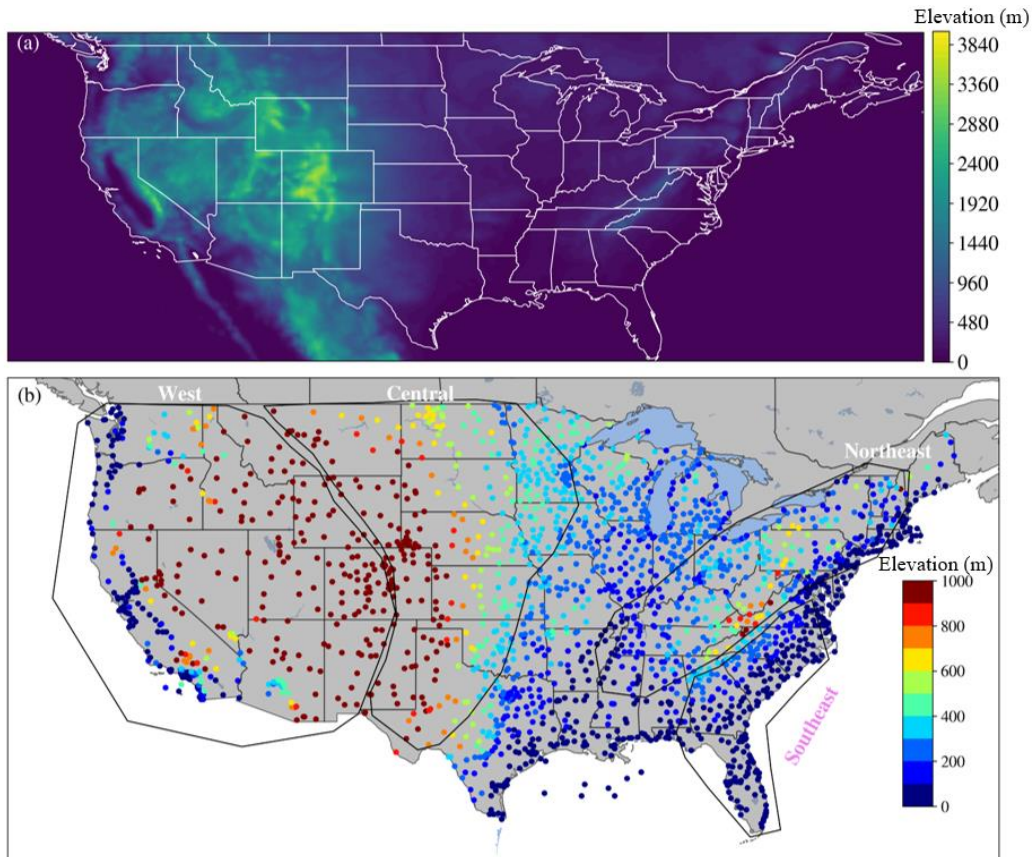 Elevation (m)
(a)
3840
3360
2880
2400
1920
1440
960
480
0
(b)
West
Central
Northeast
Elevation (m)
1000
800
600
400
200
0
Southeast